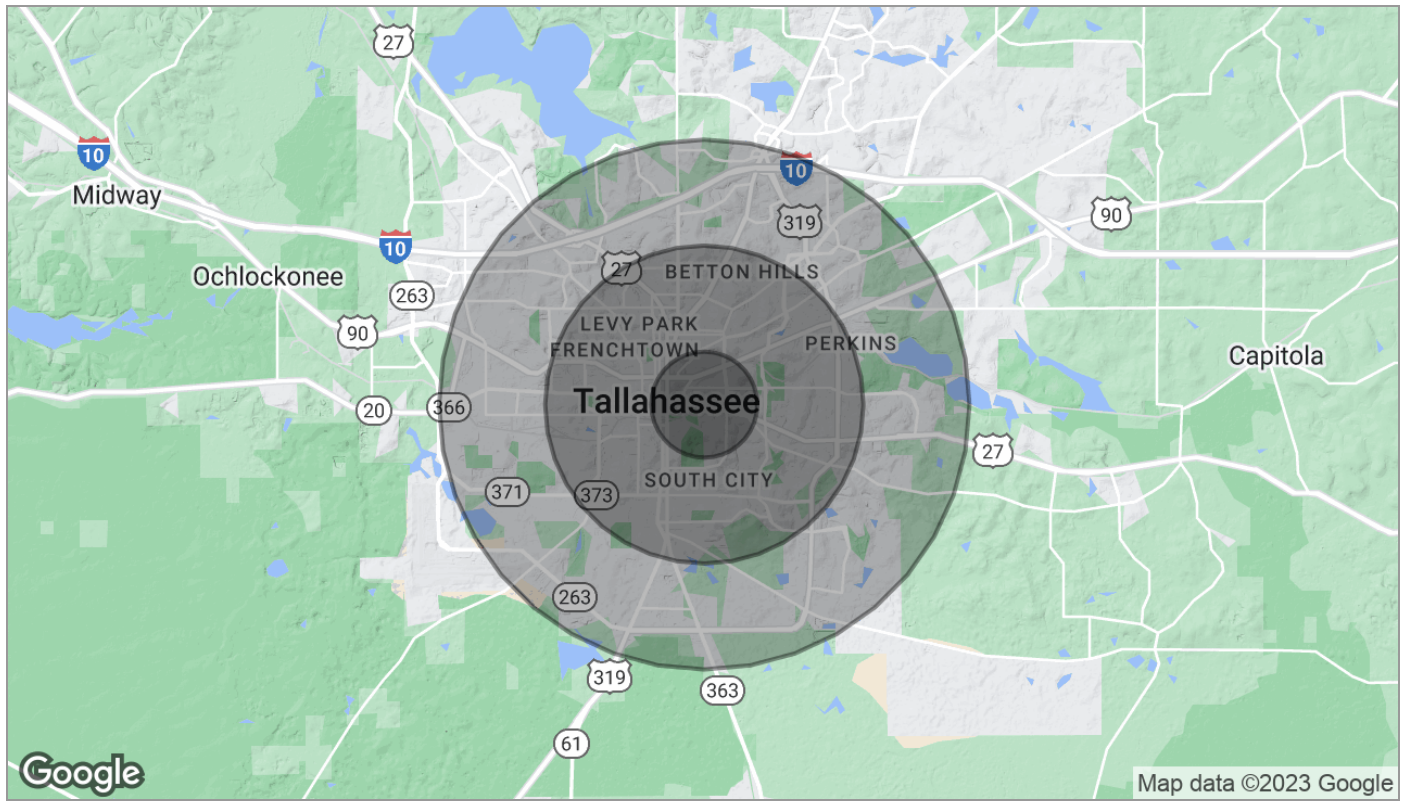 27
10
10
Midway
90
319
10
Ochlockonee
27
BETTON HILLS
263
LEVY PARK
90
PERKINS
FRENCHTOWN
Capitola
Tallahassee
366
20
27
SOUTH CITY
371
373
263
319
363
61
Google
Map data ©2023 Google